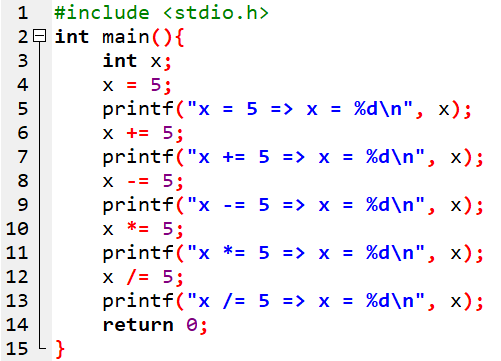 1 #include <stdio.h>
2 int main(){
3     int x;
4     x = 5;
5     printf("x = 5 => x = %d\n", x);
6     x += 5;
7     printf("x += 5 => x = %d\n", x);
8     x -= 5;
9     printf("x -= 5 => x = %d\n", x);
10     x *= 5;
11     printf("x *= 5 => x = %d\n", x);
12     x /= 5;
13     printf("x /= 5 => x = %d\n", x);
14     return 0;
15 }